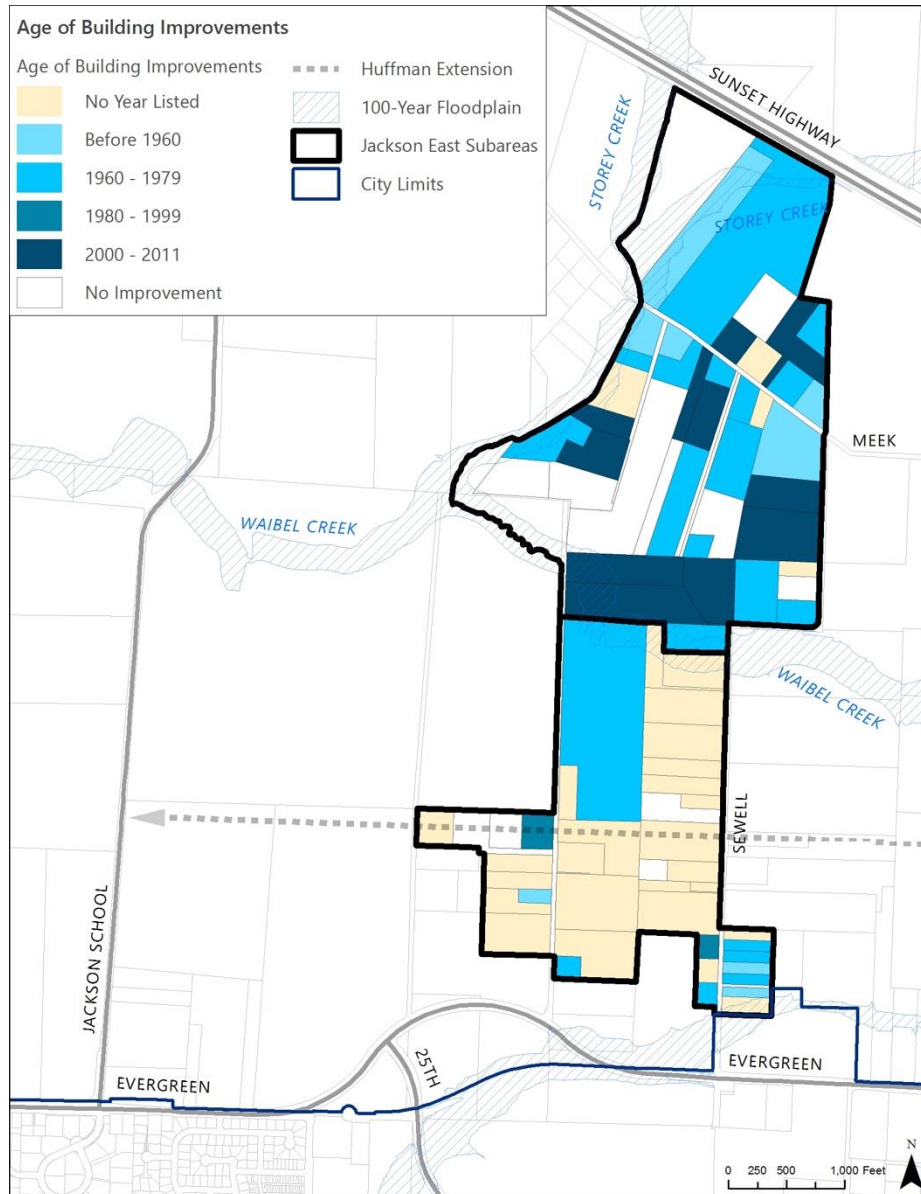 Age of Building Improvements
Age of Building Improvements
No Year Listed
Before 1960
1960 - 1979
1980 - 1999
2000 - 2011
No Improvement
Huffman Extension
100-Year Floodplain
Jackson East Subareas
City Limits
SUNSET HIGHWAY
STOREY CREEK
STOREY CREEK
MEEK
WAIBEL CREEK
WAIBEL CREEK
SEWELL
JACKSON SCHOOL
25TH
EVERGREEN
EVERGREEN
N
0 250 500 1,000 Feet